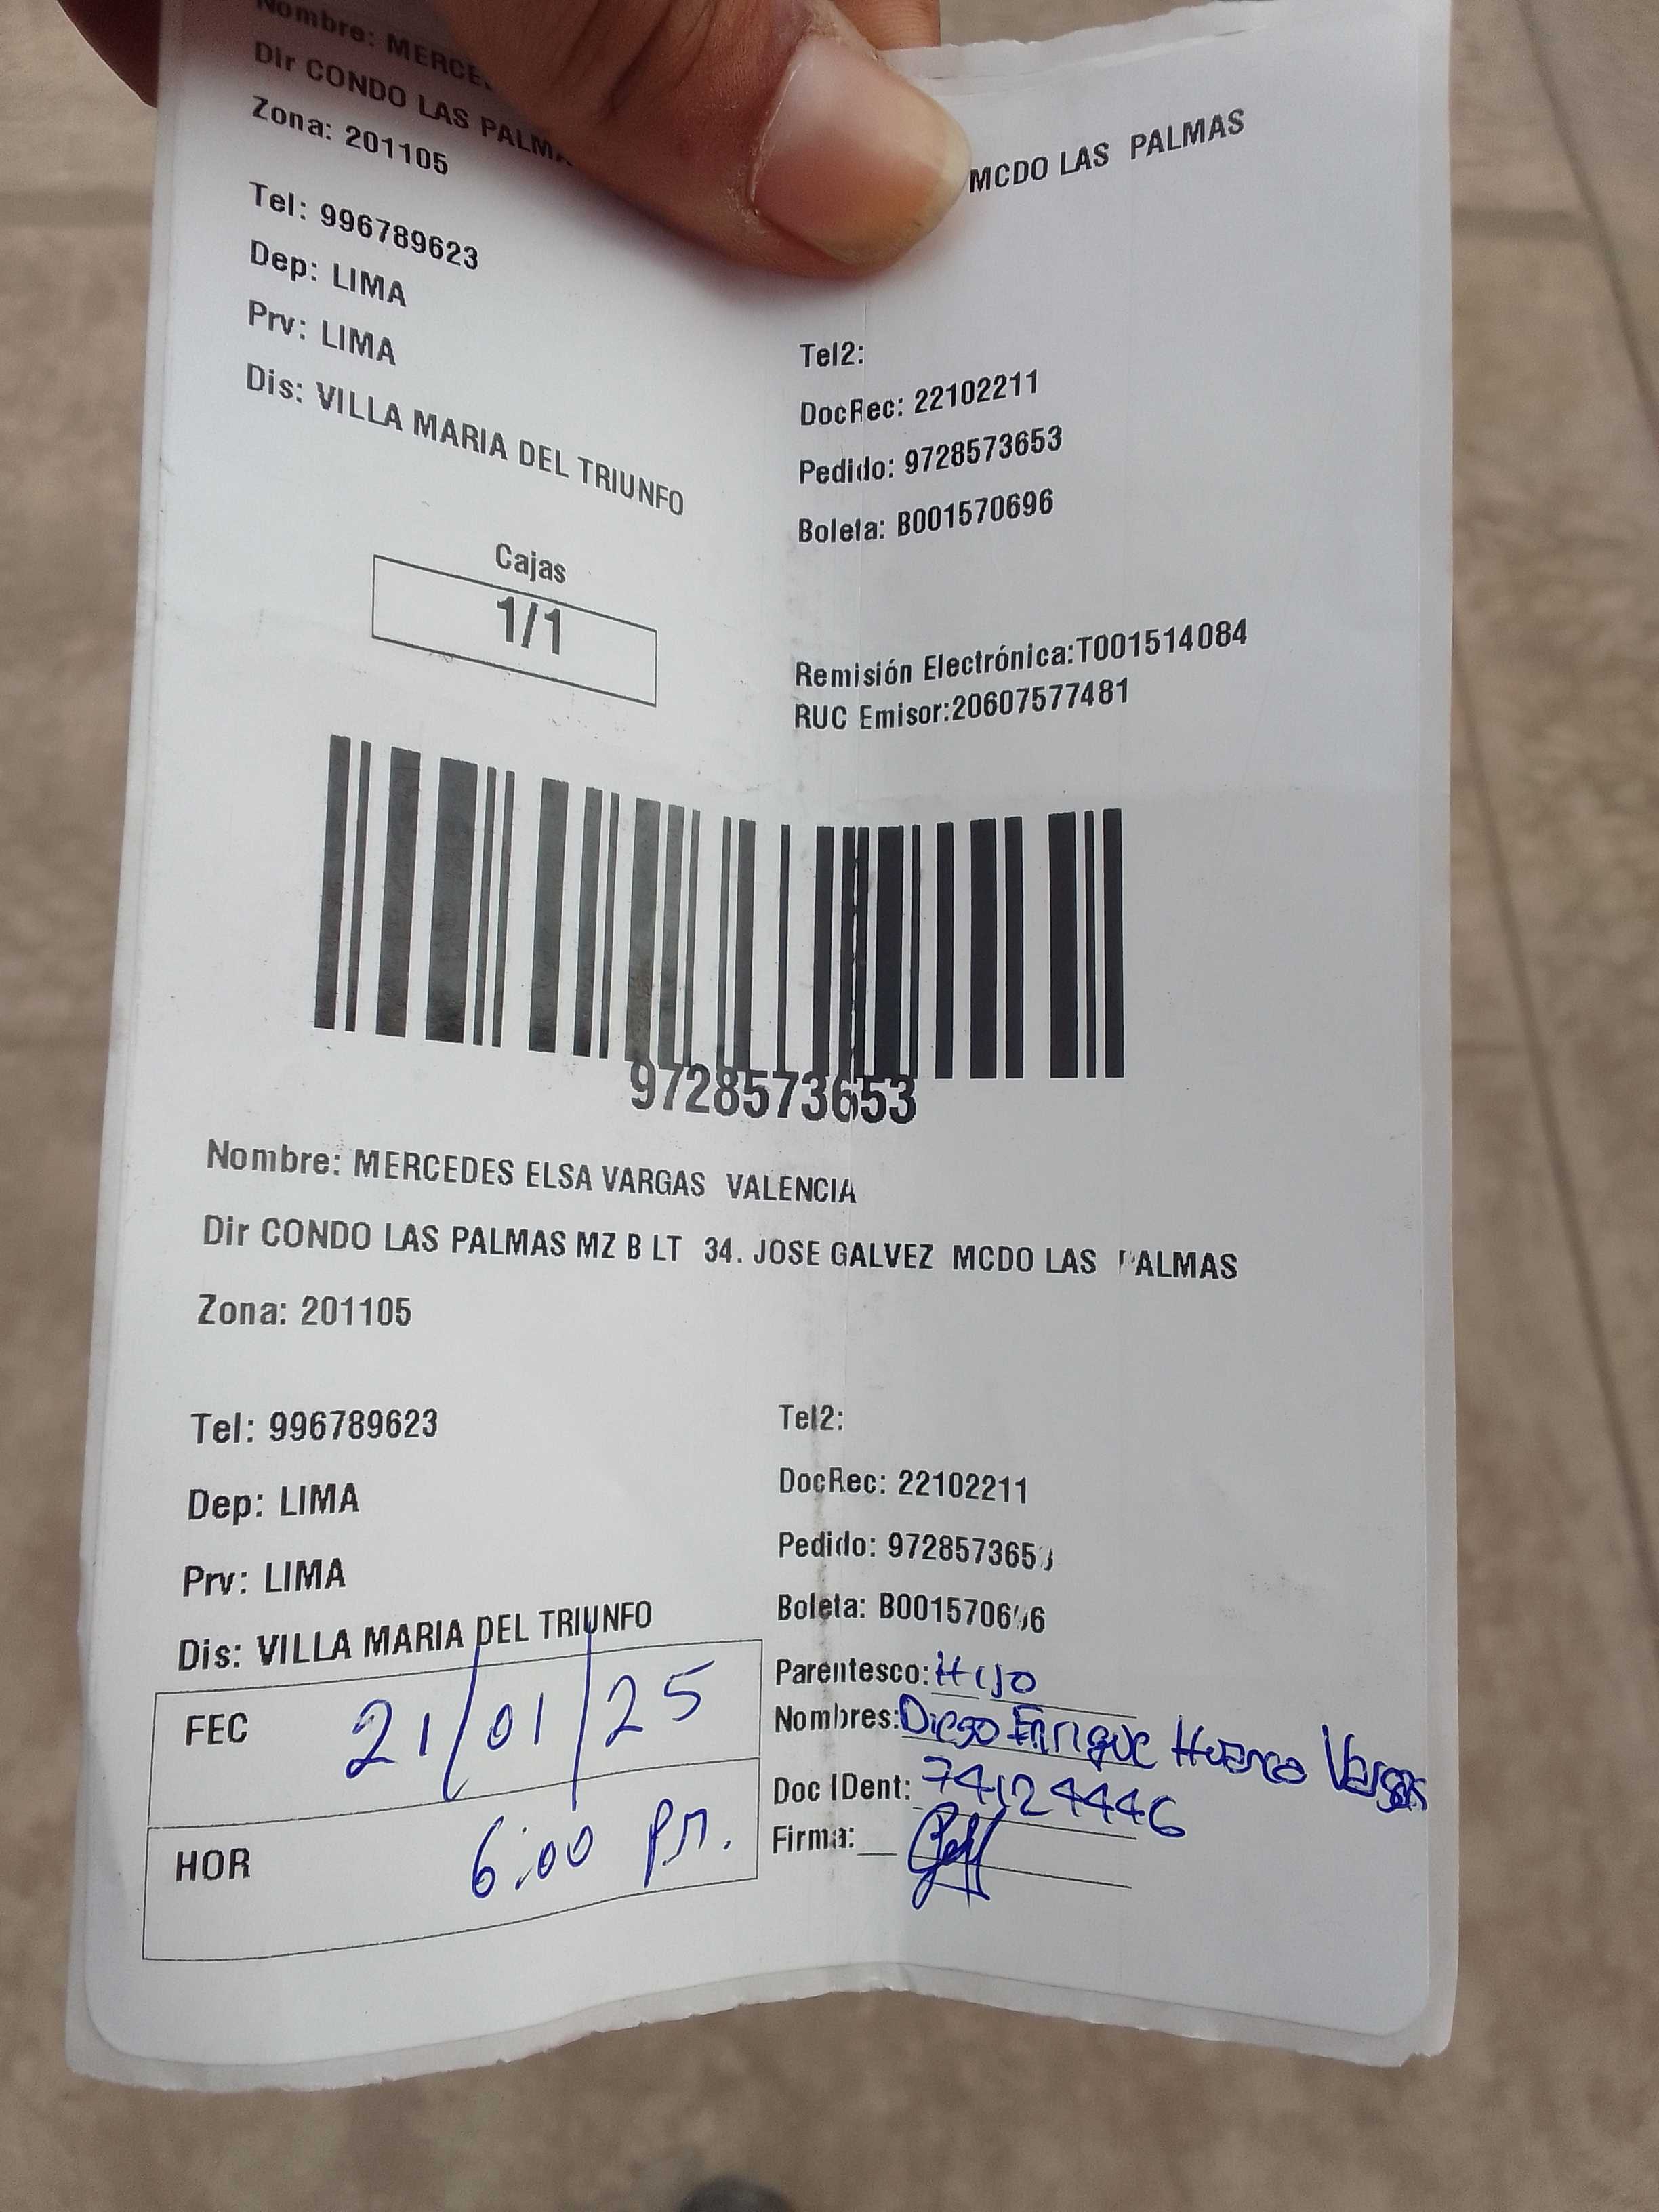 Nombre: MERCE
Dir CONDO LAS PALMA MCDO LAS PALMAS
Zona: 201105
Tel: 996789623
Tel2:
Dep: LIMA
DocRec: 22102211
Prv: LIMA
Pedido: 9728573653
Dis: VILLA MARIA DEL TRIUNFO
Boleta: B001570696
Cajas
1/1
Remisión Electrónica:T001514084
RUC Emisor:20607577481
9728573653
Nombre: MERCEDES ELSA VARGAS VALENCIA
Dir CONDO LAS PALMAS MZ B LT 34. JOSE GALVEZ MCDO LAS PALMAS
Zona: 201105
Tel: 996789623
Tel2:
Dep: LIMA
DocRec: 22102211
Prv: LIMA
Pedido: 9728573653
Dis: VILLA MARIA DEL TRIUNFO
Boleta: B001570696
FEC 21/01/25
HOR 6:00 pm.
Parentesco: Hijo
Nombres: Diego Enrique Vargas
Doc IDent: 74124446
Firma: